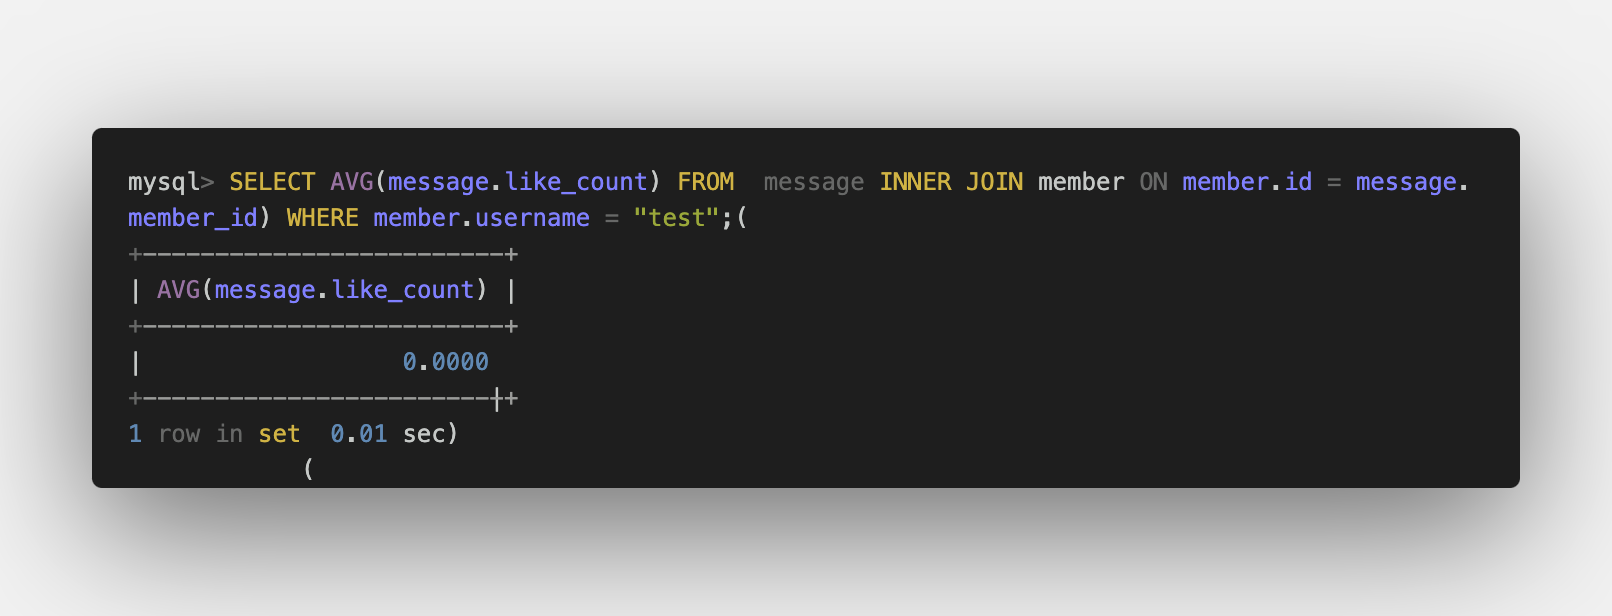 mysql> SELECT AVG(message.like_count) FROM  message INNER JOIN member ON member.id = message.
member_id) WHERE member.username = "test";(
+-------------------------+
| AVG(message.like_count) |
+-------------------------+
|                  0.0000
+------------------------|+
1 row in set  0.01 sec)
(